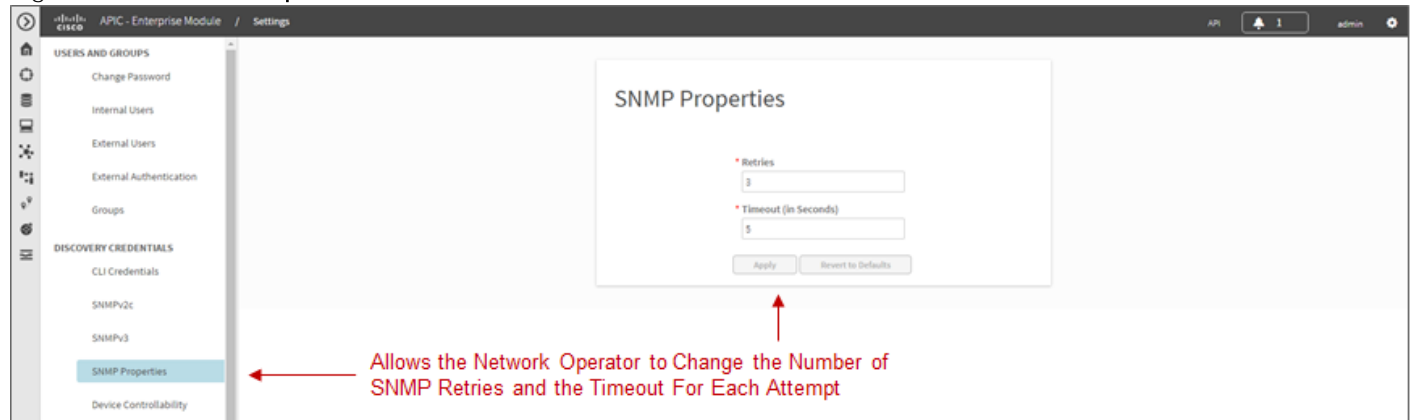 cisco APIC - Enterprise Module / Settings API 1 admin
USERS AND GROUPS
Change Password
Internal Users
External Users
External Authentication
Groups
DISCOVERY CREDENTIALS
CLI Credentials
SNMPv2c
SNMPv3
SNMP Properties
Device Controllability
SNMP Properties
* Retries
3
* Timeout (in Seconds)
5
Apply Revert to Defaults
Allows the Network Operator to Change the Number of
SNMP Retries and the Timeout For Each Attempt